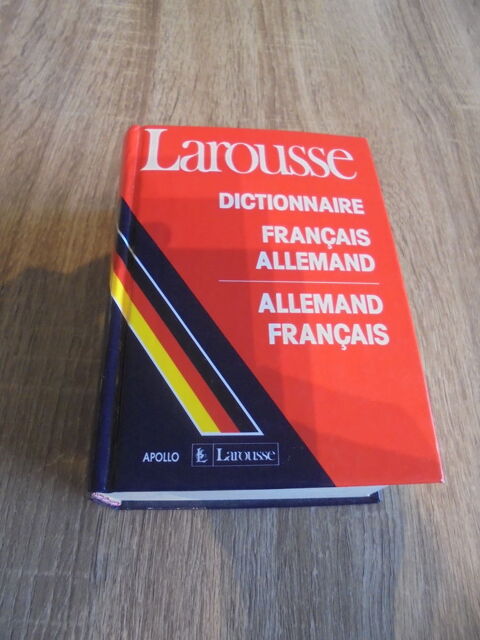 Larousse
DICTIONNAIRE
FRANÇAIS
ALLEMAND
ALLEMAND
FRANÇAIS
APOLLO Larousse